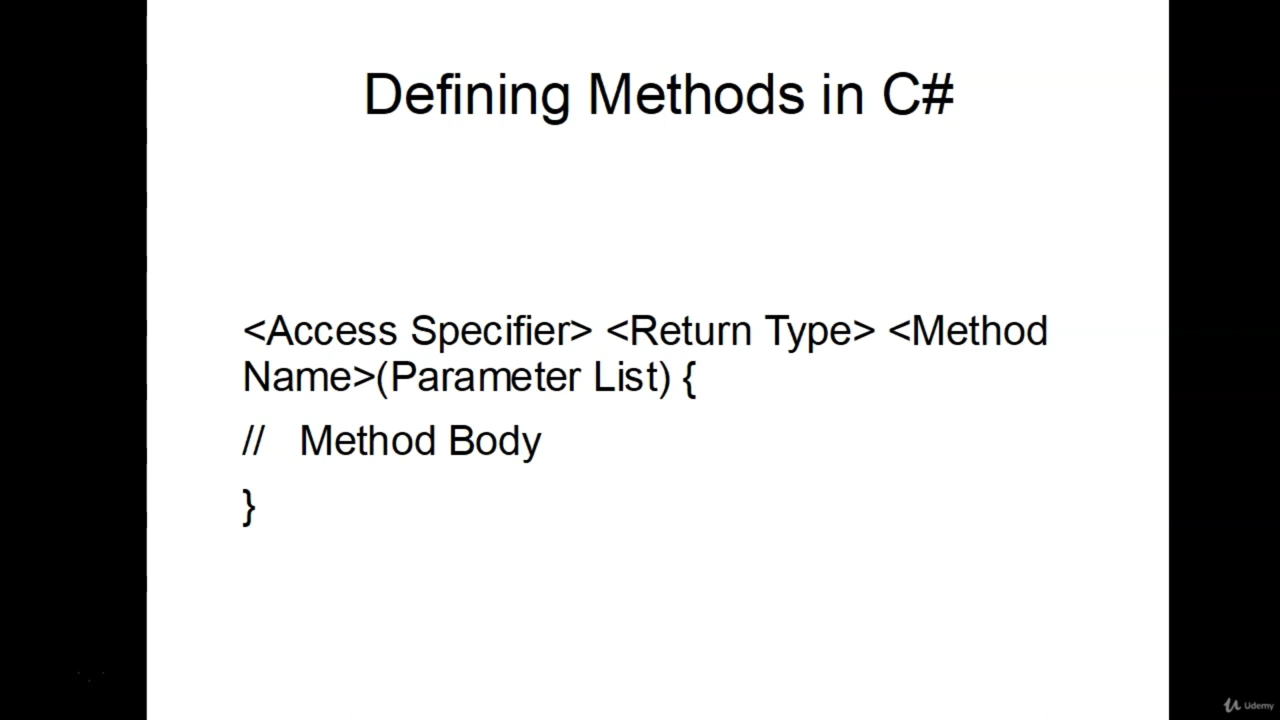 Defining Methods in C#
<Access Specifier> <Return Type> <Method
Name>(Parameter List) {
// Method Body
}
Udemy